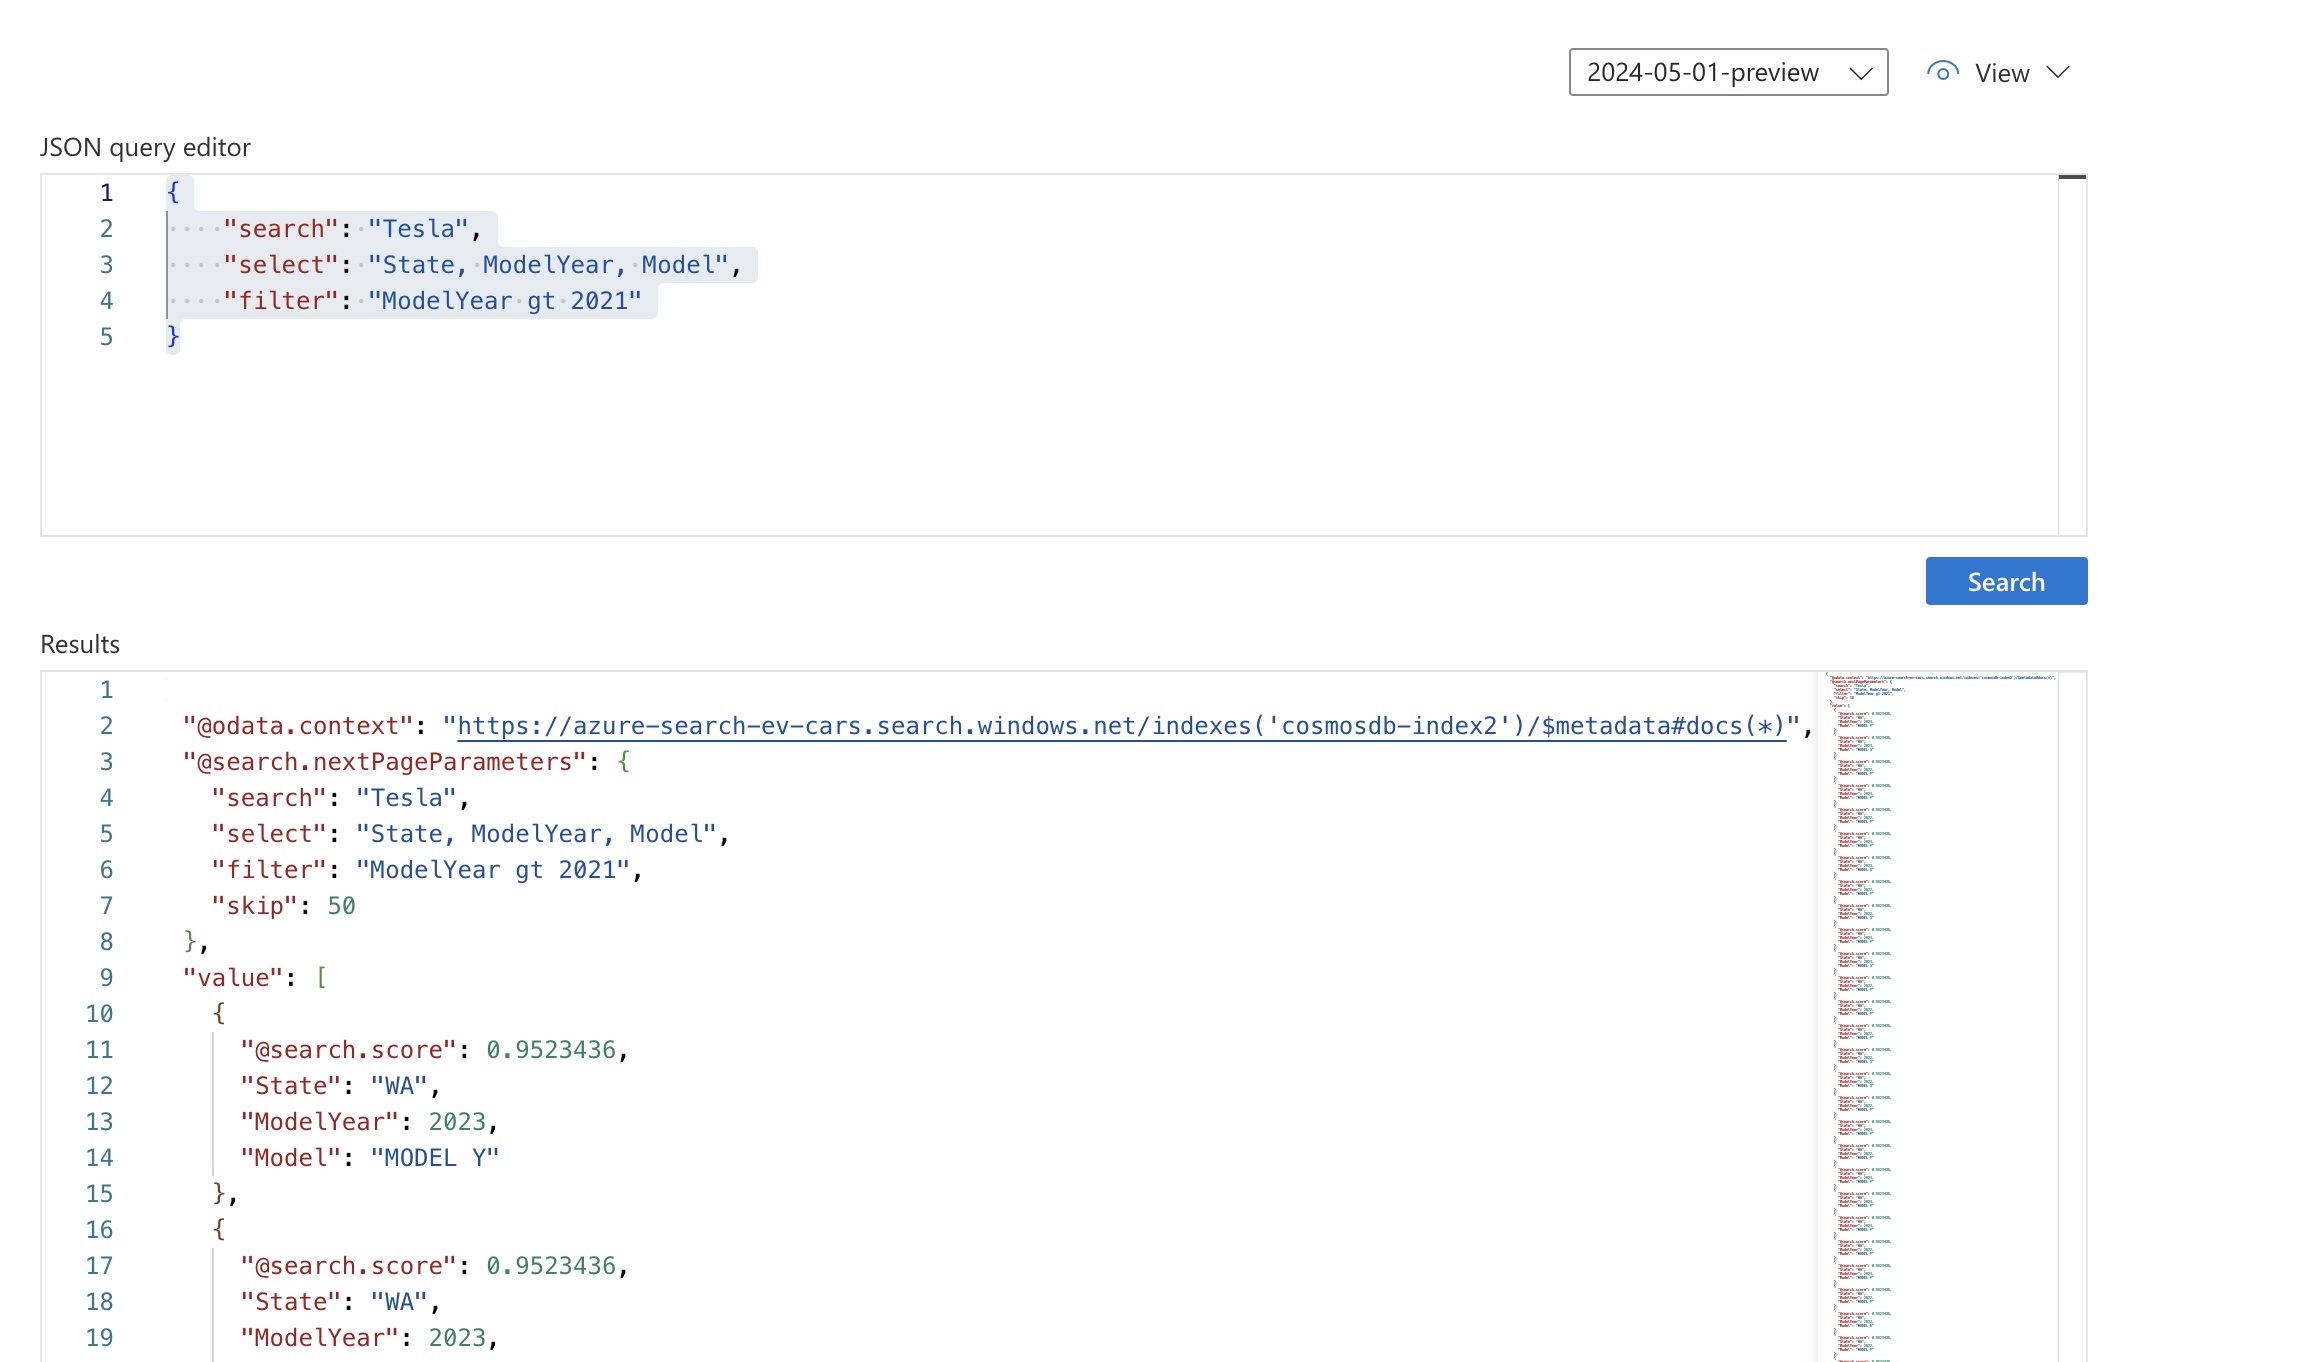 2024-05-01-preview View
JSON query editor
1 {
2 "search": "Tesla",
3 "select": "State, ModelYear, Model",
4 "filter": "ModelYear gt 2021"
5 }
Search
Results
1
2 "@odata.context": "https://azure-search-ev-cars.search.windows.net/indexes('cosmosdb-index2')/$metadata#docs(*)",
3 "@search.nextPageParameters": {
4 "search": "Tesla",
5 "select": "State, ModelYear, Model",
6 "filter": "ModelYear gt 2021",
7 "skip": 50
8 },
9 "value": [
10 {
11 "@search.score": 0.9523436,
12 "State": "WA",
13 "ModelYear": 2023,
14 "Model": "MODEL Y"
15 },
16 {
17 "@search.score": 0.9523436,
18 "State": "WA",
19 "ModelYear": 2023,